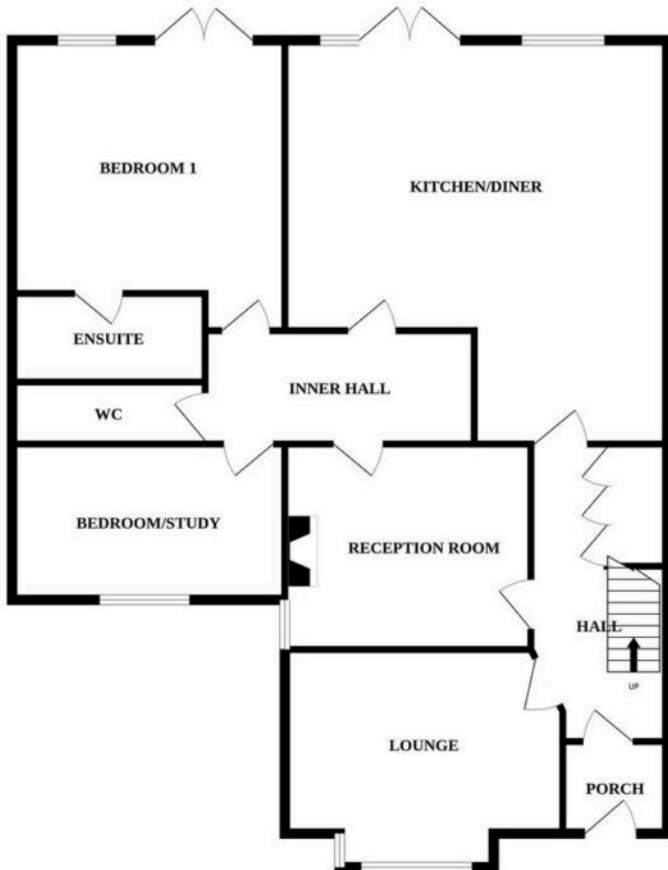 BEDROOM 1
KITCHEN/DINER
ENSUITE
INNER HALL
WC
BEDROOM/STUDY
RECEPTION ROOM
HALL
UP
LOUNGE
PORCH